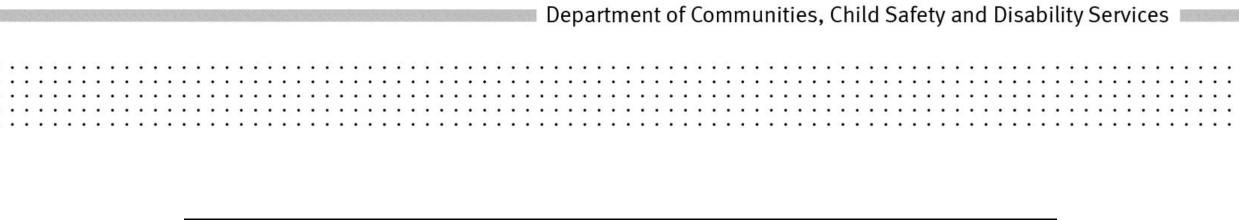 Department of Communities, Child Safety and Disability Services